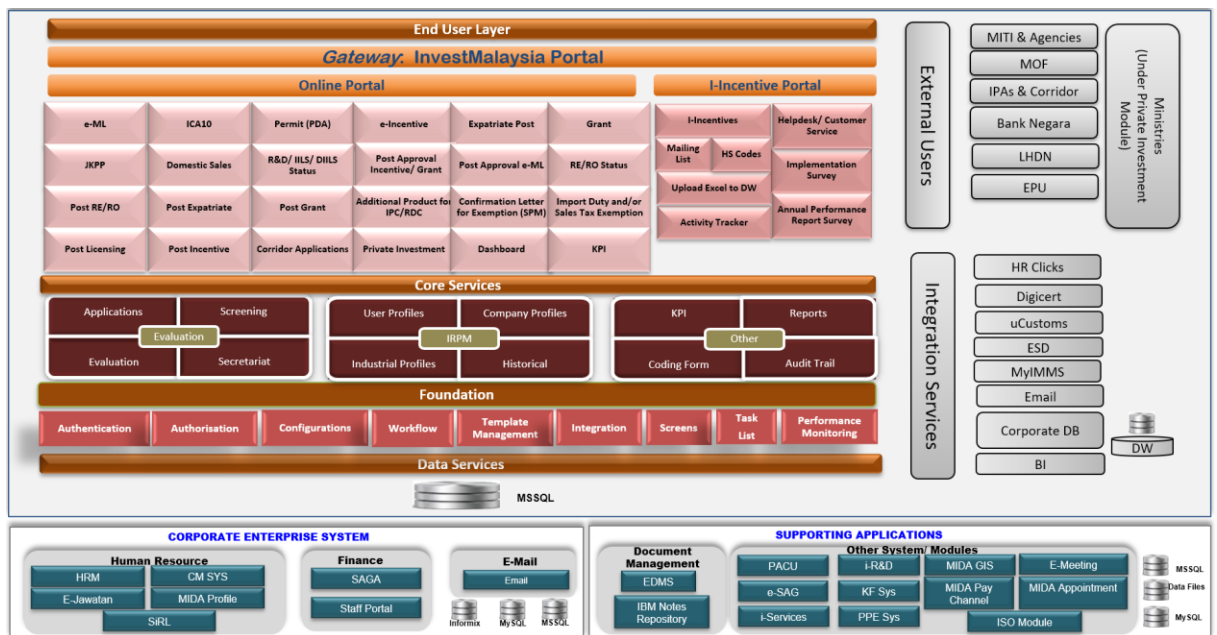 End User Layer
Gateway: InvestMalaysia Portal
Online Portal
I-Incentive Portal
e-ML
ICA10
Permit (PDA)
e-Incentive
Expatriate Post
Grant
JKPP
Domestic Sales
R&D/ IILS/ DIILS
Status
Post Approval
Incentive/ Grant
Post Approval e-ML
RE/RO Status
Post RE/RO
Post Expatriate
Post Grant
Additional Product for
IPC/RDC
Confirmation Letter
for Exemption (SPM)
Import Duty and/or
Sales Tax Exemption
Post Licensing
Post Incentive
Corridor Applications
Private Investment
Dashboard
KPI
I-Incentives
Mailing
List
HS Codes
Upload Excel to DW
Activity Tracker
Helpdesk/ Customer
Service
Implementation
Survey
Annual Performance
Report Survey
Core Services
Applications
Screening
Evaluation
Evaluation
Secretariat
User Profiles
Company Profiles
IRPM
Industrial Profiles
Historical
KPI
Reports
Other
Coding Form
Audit Trail
Foundation
Authentication
Authorisation
Configurations
Workflow
Template
Management
Integration
Screens
Task
List
Performance
Monitoring
Data Services
MSSQL
External Users
MITI & Agencies
MOF
IPAs & Corridor
Bank Negara
LHDN
EPU
Ministries
(Under Private Investment
Module)
Integration Services
HR Clicks
Digicert
uCustoms
ESD
MyIMMS
Email
Corporate DB
BI
DW
CORPORATE ENTERPRISE SYSTEM
Human Resource
HRM
CM SYS
E-Jawatan
MIDA Profile
SiRL
Finance
SAGA
Staff Portal
E-Mail
Email
Informix
MySQL
MSSQL
SUPPORTING APPLICATIONS
Document
Management
EDMS
IBM Notes
Repository
Other System/ Modules
PACU
i-R&D
MIDA GIS
E-Meeting
e-SAG
KF Sys
MIDA Pay
Channel
MIDA Appointment
i-Services
PPE Sys
ISO Module
MSSQL
Data Files
MySQL